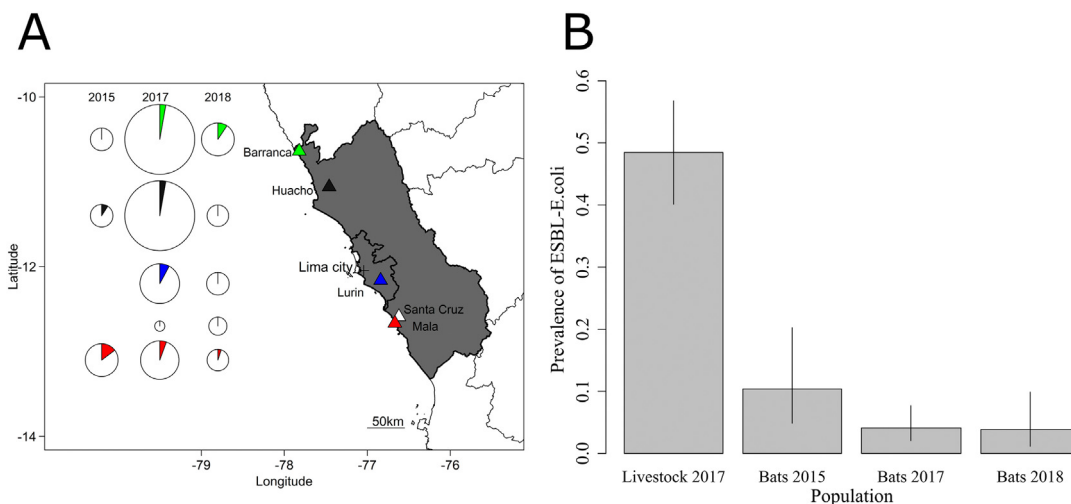 A
2015 2017 2018
-10
-12
-14
Latitude
Barranca
Huacho
Lima city
Lurin
Santa Cruz
Mala
50km
-79 -78 -77 -76
Longitude
B
0.6
0.5
0.4
0.3
0.2
0.1
0.0
Prevalence of ESBL-E.coli
Livestock 2017 Bats 2015 Bats 2017 Bats 2018
Population